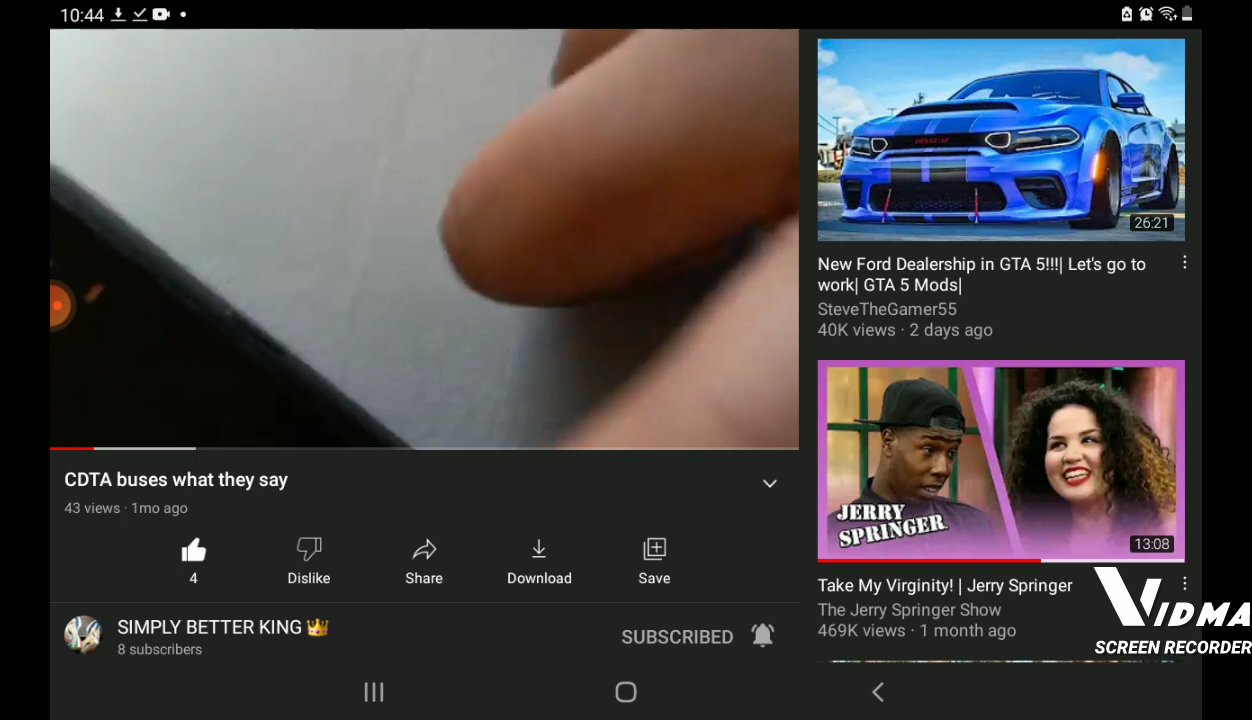 10:44
26:21
New Ford Dealership in GTA 5!!!| Let's go to
work| GTA 5 Mods|
SteveTheGamer55
40K views · 2 days ago
CDTA buses what they say
43 views · 1mo ago
4
Dislike
Share
Download
Save
SIMPLY BETTER KING 👑
8 subscribers
SUBSCRIBED
JERRY
SPRINGER
13:08
Take My Virginity! | Jerry Springer
The Jerry Springer Show
469K views · 1 month ago
VIDMA
SCREEN RECORDER